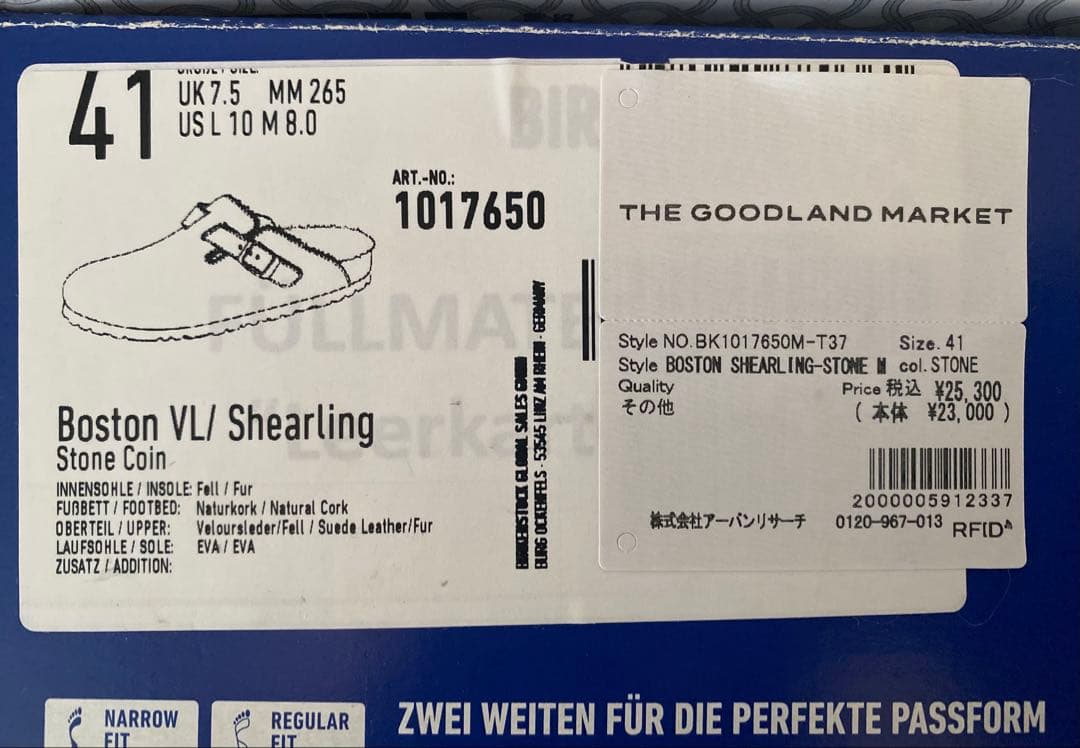 41
UK 7.5 MM 265
US L 10 M 8.0
ART.-NO.:
1017650
Boston VL/ Shearling
Stone Coin
INNENSOHLE / INSOLE: Fell / Fur
FUßBETT / FOOTBED: Naturkork / Natural Cork
OBERTEIL / UPPER: Veloursleder/Fell / Suede Leather/Fur
LAUFSOHLE / SOLE: EVA / EVA
ZUSATZ / ADDITION:
BIRKENSTOCK GLOBAL SALES GMBH
BURG OCKENFELS - 53545 LINZ AM RHEIN - GERMANY
THE GOODLAND MARKET
Style NO.BK1017650M-T37 Size. 41
Style BOSTON SHEARLING-STONE M col. STONE
Quality Price 税込 ¥25,300
その他 ( 本体 ¥23,000 )
2000005912337
株式会社アーバンリサーチ 0120-967-013 RFID
NARROW
FIT
REGULAR
FIT
ZWEI WEITEN FÜR DIE PERFEKTE PASSFORM